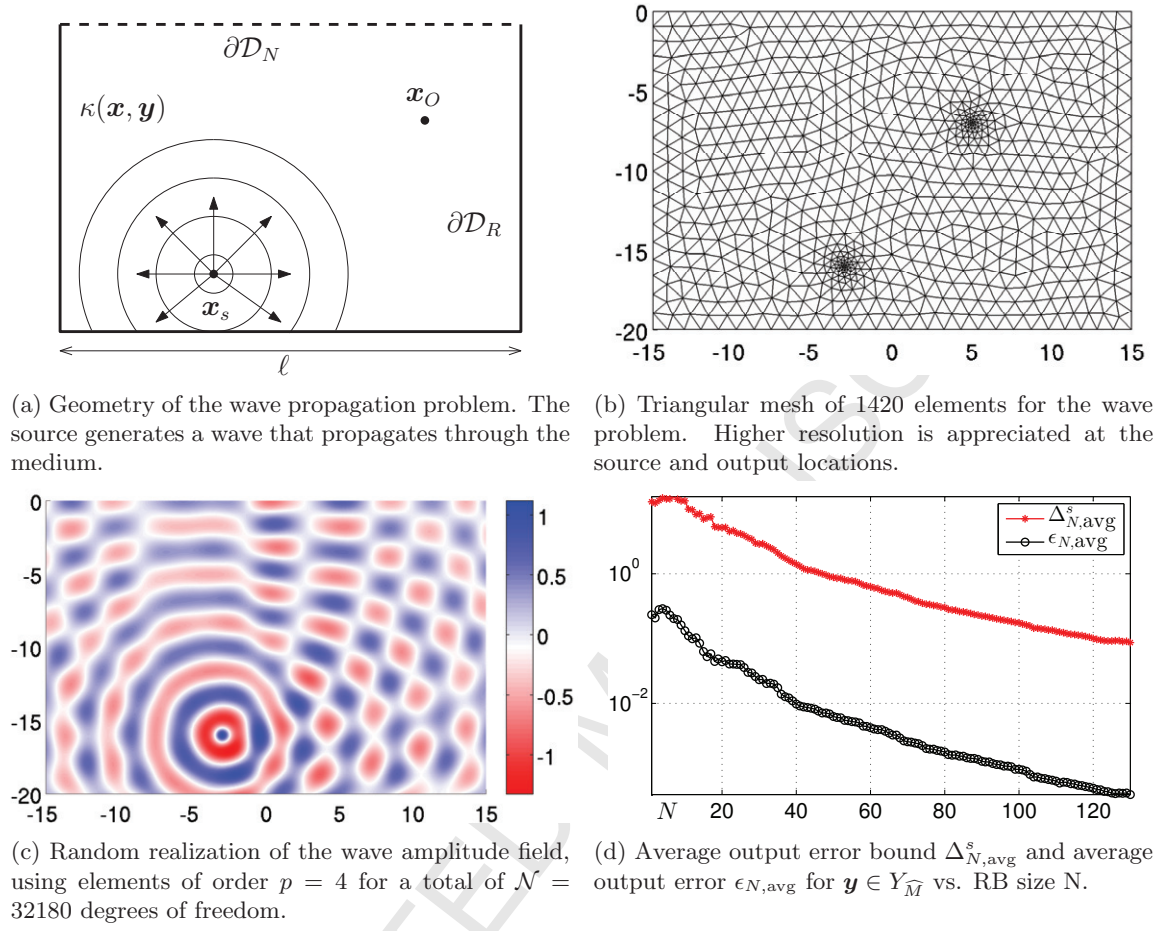 ∂𝒟_N
κ(𝒙, 𝒚)
𝒙_O
∂𝒟_R
𝒙_s
ℓ
0
-5
-10
-15
-20
-15 -10 -5 0 5 10 15
(a) Geometry of the wave propagation problem. The
source generates a wave that propagates through the
medium.
(b) Triangular mesh of 1420 elements for the wave
problem. Higher resolution is appreciated at the
source and output locations.
0
-5
-10
-15
-20
-15 -10 -5 0 5 10 15
1
0.5
0
-0.5
-1
Δ^s_{N,avg}
ϵ_{N,avg}
10^0
10^{-2}
N 20 40 60 80 100 120
(c) Random realization of the wave amplitude field,
using elements of order p = 4 for a total of 𝒩 =
32180 degrees of freedom.
(d) Average output error bound Δ^s_{N,avg} and average
output error ϵ_{N,avg} for 𝒚 ∈ Y_{\widehat{M}} vs. RB size N.